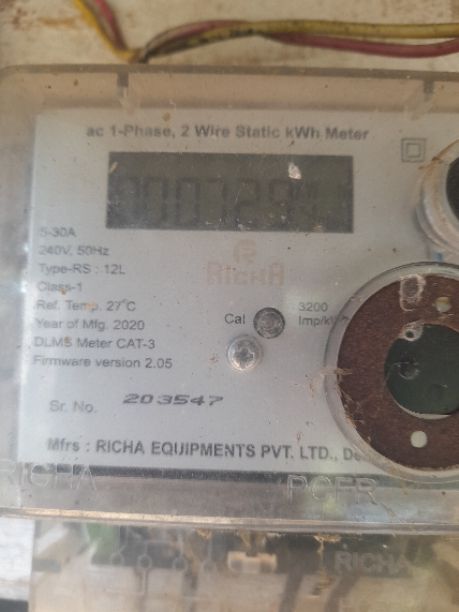 ac 1-Phase, 2 Wire Static kWh Meter
5-30A
240V, 50Hz
Type-RS : 12L
Class-1
Ref. Temp. 27°C
Year of Mfg. 2020
DLMS Meter CAT-3
Firmware version 2.05
RICHA
Cal
3200
Sr. No. 203547
Mfrs : RICHA EQUIPMENTS PVT. LTD.,
RICHA
RICHA